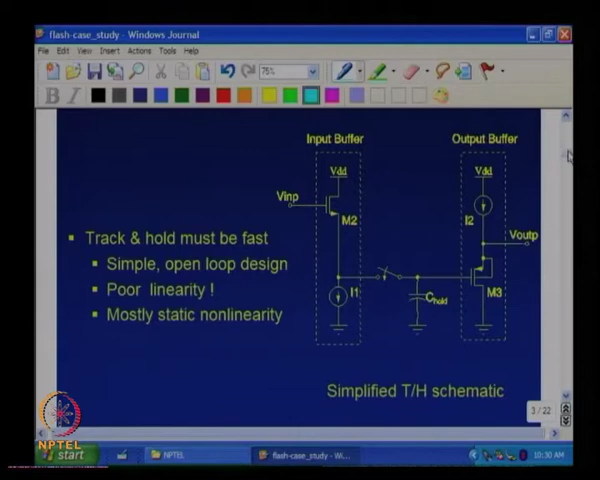 flash-case_study - Windows Journal
File Edit View Insert Actions Tools Help
75%
B I
Input Buffer
Output Buffer
Vdd
Vdd
Vinp
M2
I2
Voutp
Track & hold must be fast
Simple, open loop design
Poor linearity !
Mostly static nonlinearity
I1
Chold
M3
Simplified T/H schematic
3 / 22
NPTEL
start
NPTEL
flash-case_study - Wi...
10:30 AM